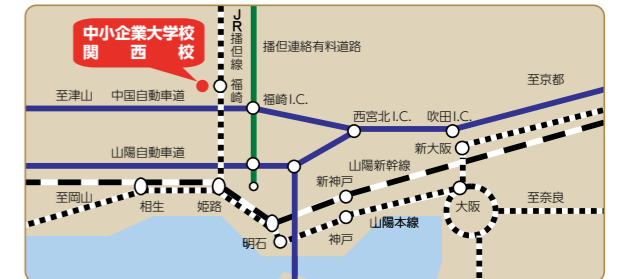 中小企業大学校
関西校
JR播但線
福崎
播但連絡有料道路
至京都
至津山
中国自動車道
福崎I.C.
西宮北I.C.
吹田I.C.
新大阪
山陽自動車道
山陽新幹線
新神戸
至岡山
相生
姫路
明石
神戸
山陽本線
大阪
至奈良